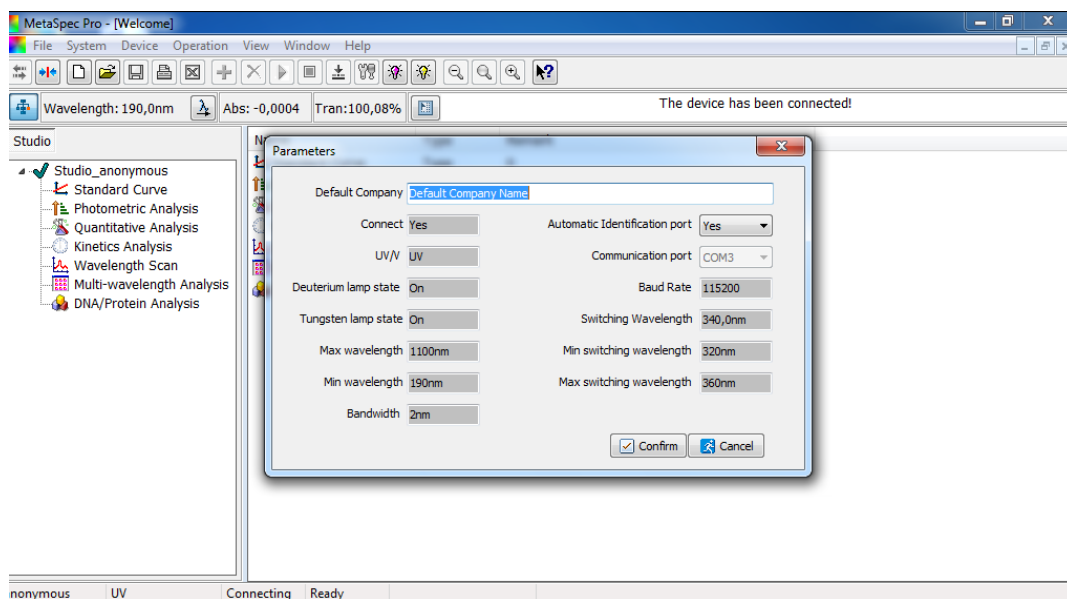 MetaSpec Pro - [Welcome]
File System Device Operation View Window Help
Wavelength: 190,0nm Abs: -0,0004 Tran:100,08% The device has been connected!
Studio
Studio_anonymous
Standard Curve
Photometric Analysis
Quantitative Analysis
Kinetics Analysis
Wavelength Scan
Multi-wavelength Analysis
DNA/Protein Analysis
Parameters
Default Company Default Company Name
Connect Yes Automatic Identification port Yes
UV/V UV Communication port COM3
Deuterium lamp state On Baud Rate 115200
Tungsten lamp state On Switching Wavelength 340,0nm
Max wavelength 1100nm Min switching wavelength 320nm
Min wavelength 190nm Max switching wavelength 360nm
Bandwidth 2nm
Confirm Cancel
nonymous UV Connecting Ready